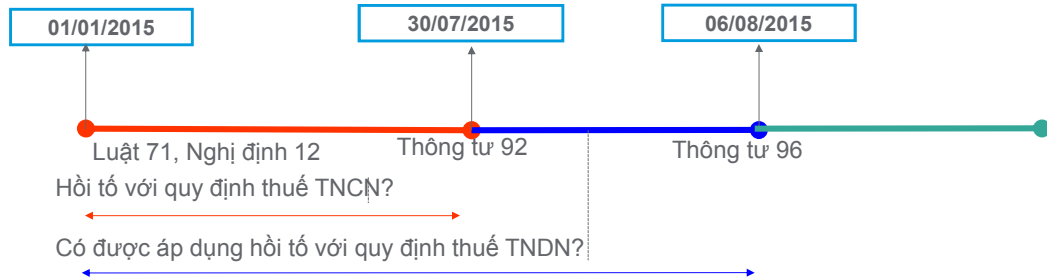 01/01/2015
30/07/2015
06/08/2015
Luật 71, Nghị định 12
Thông tư 92
Thông tư 96
Hồi tố với quy định thuế TNCN?
Có được áp dụng hồi tố với quy định thuế TNDN?